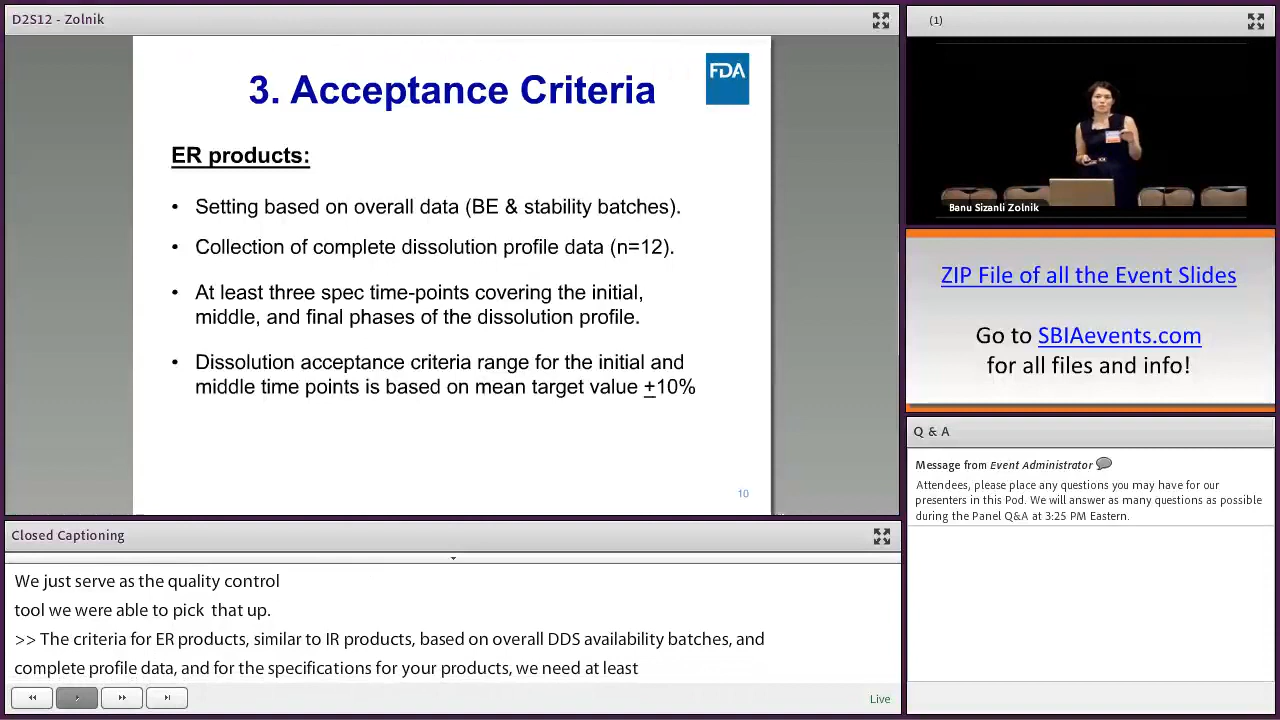 D2S12 - Zolnik
3. Acceptance Criteria
FDA
ER products:
• Setting based on overall data (BE & stability batches).
• Collection of complete dissolution profile data (n=12).
• At least three spec time-points covering the initial,
middle, and final phases of the dissolution profile.
• Dissolution acceptance criteria range for the initial and
middle time points is based on mean target value ±10%
10
Closed Captioning
We just serve as the quality control
tool we were able to pick that up.
>> The criteria for ER products, similar to IR products, based on overall DDS availability batches, and
complete profile data, and for the specifications for your products, we need at least
Live
(1)
Banu Sizanli Zolnik
ZIP File of all the Event Slides
Go to SBIAevents.com
for all files and info!
Q & A
Message from Event Administrator
Attendees, please place any questions you may have for our
presenters in this Pod. We will answer as many questions as possible
during the Panel Q&A at 3:25 PM Eastern.